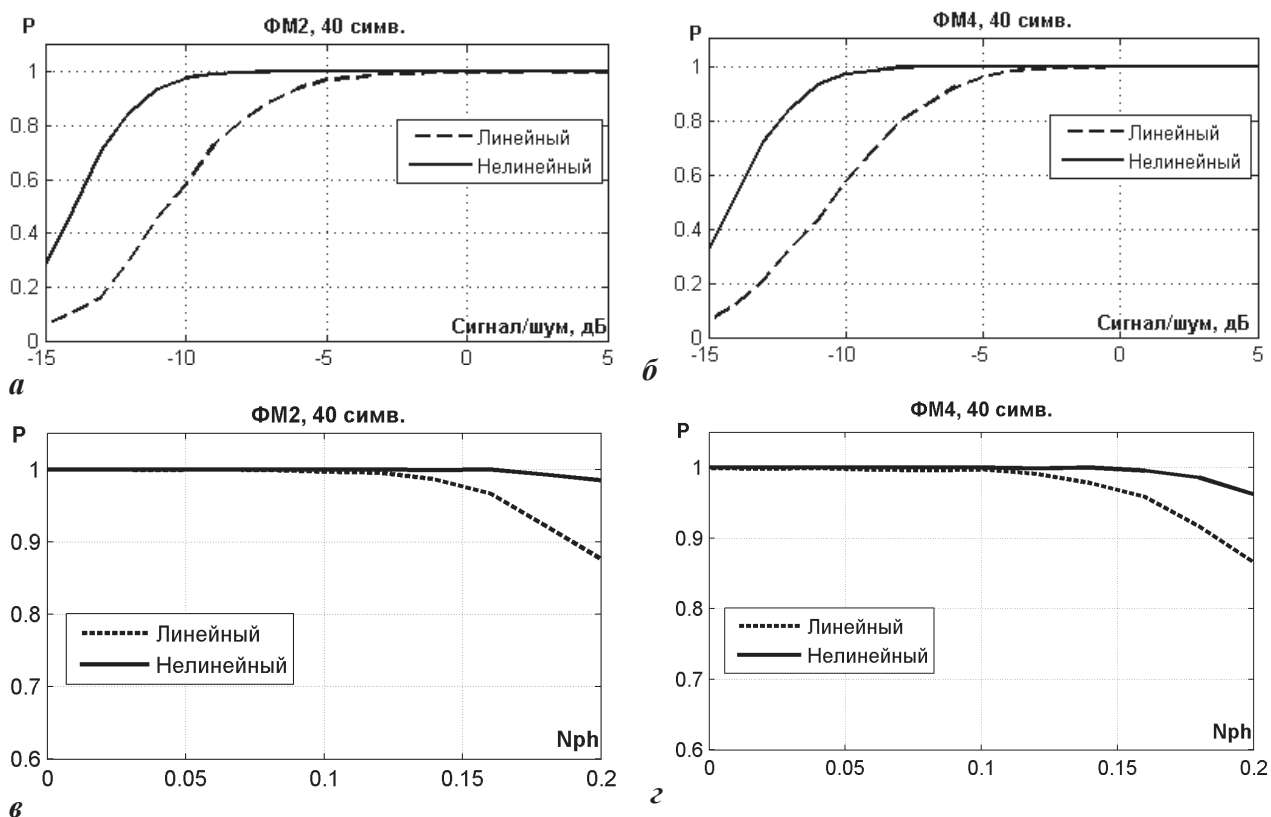 P
ФМ2, 40 симв.
1
0.8
0.6
0.4
0.2
0
Линейный
Нелинейный
Сигнал/шум, дБ
-15 -10 -5 0 5
а
P
ФМ4, 40 симв.
1
0.8
0.6
0.4
0.2
0
Линейный
Нелинейный
Сигнал/шум, дБ
-15 -10 -5 0 5
б
P
ФМ2, 40 симв.
1
0.9
0.8
0.7
0.6
Линейный
Нелинейный
Nph
0 0.05 0.1 0.15 0.2
в
P
ФМ4, 40 симв.
1
0.9
0.8
0.7
0.6
Линейный
Нелинейный
Nph
0 0.05 0.1 0.15 0.2
г